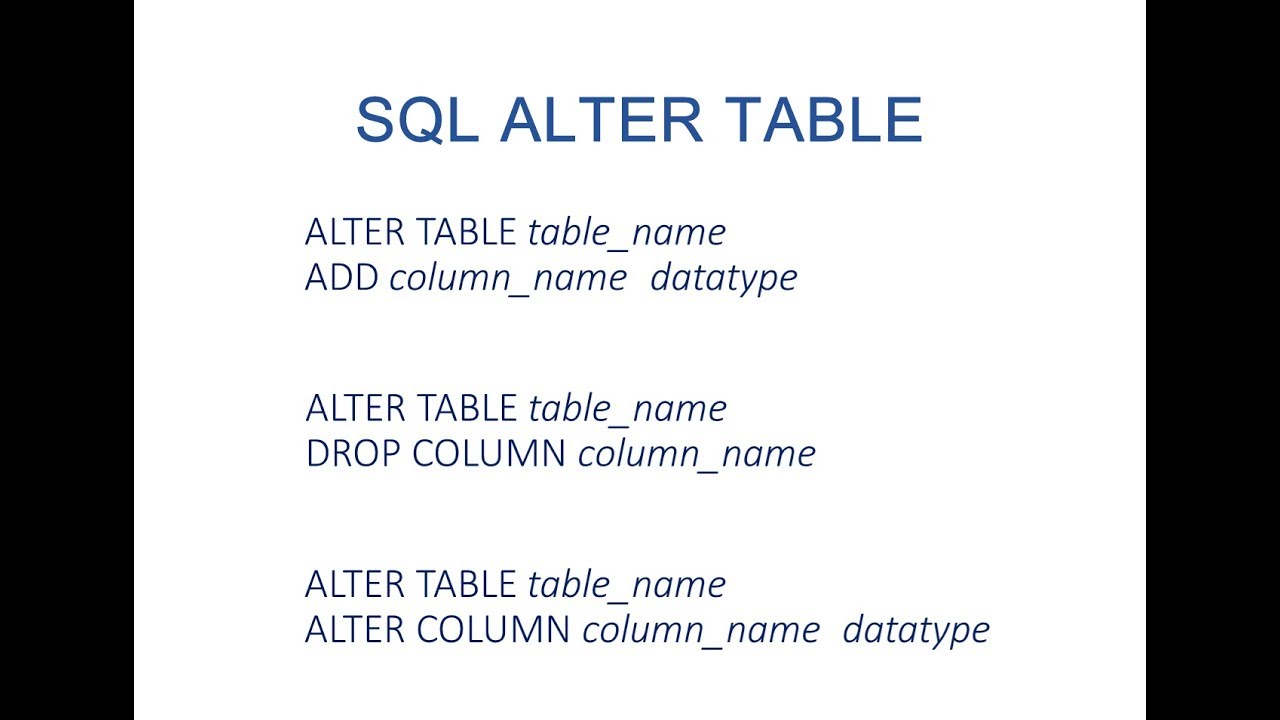 SQL ALTER TABLE
ALTER TABLE table_name
ADD column_name datatype
ALTER TABLE table_name
DROP COLUMN column_name
ALTER TABLE table_name
ALTER COLUMN column_name datatype